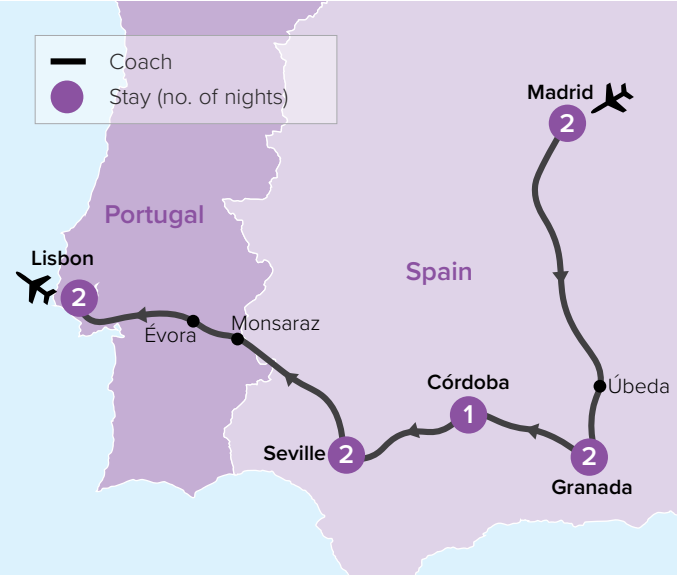 Coach
Stay (no. of nights)
Madrid
2
Portugal
Lisbon
2
Spain
Évora
Monsaraz
Úbeda
Córdoba
1
Seville
2
2
Granada